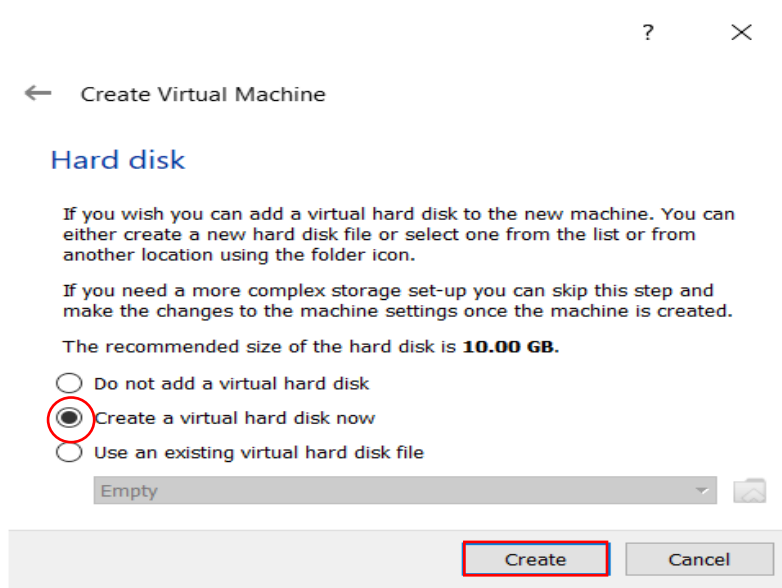 ?
Create Virtual Machine
Hard disk
If you wish you can add a virtual hard disk to the new machine. You can
either create a new hard disk file or select one from the list or from
another location using the folder icon.
If you need a more complex storage set-up you can skip this step and
make the changes to the machine settings once the machine is created.
The recommended size of the hard disk is 10.00 GB.
Do not add a virtual hard disk
Create a virtual hard disk now
Use an existing virtual hard disk file
Empty
Create Cancel